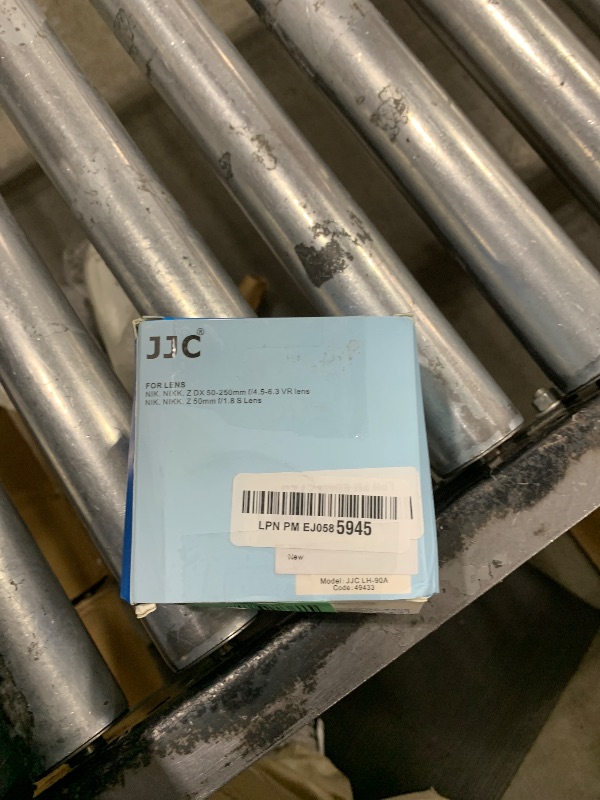 JJC®
FOR LENS
NIK. NIKK. Z DX 50-250mm f/4.5-6.3 VR lens
NIK. NIKK. Z 50mm f/1.8 S Lens
LPN PM EJ058 5945
New
Model: JJC LH-90A
Code: 49433